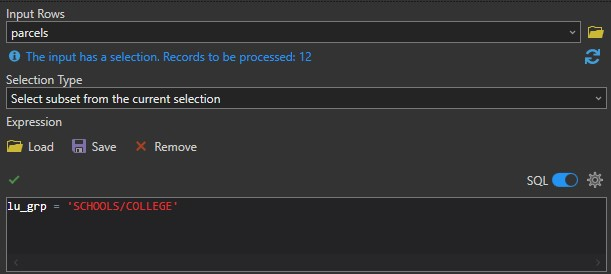 Input Rows
parcels
The input has a selection. Records to be processed: 12
Selection Type
Select subset from the current selection
Expression
Load Save Remove
SQL
lu_grp = 'SCHOOLS/COLLEGE'